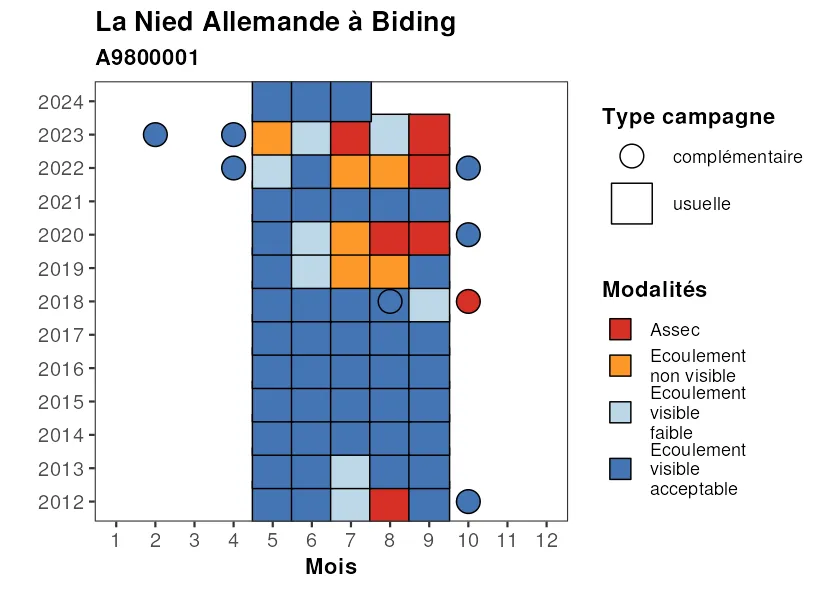 La Nied Allemande à Biding
A9800001
2024
2023
2022
2021
2020
2019
2018
2017
2016
2015
2014
2013
2012
1 2 3 4 5 6 7 8 9 10 11 12
Mois
Type campagne
complémentaire
usuelle
Modalités
Assec
Ecoulement
non visible
Ecoulement
visible
faible
Ecoulement
visible
acceptable